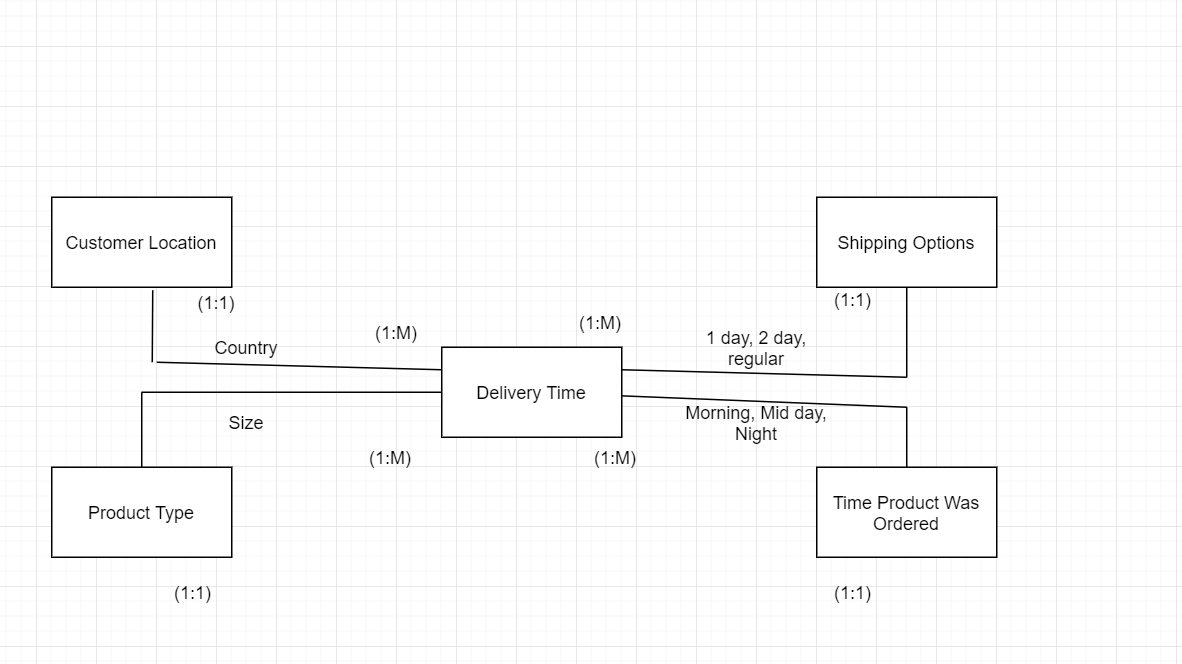 Customer Location
Shipping Options
(1:1)
(1:1)
(1:M)
(1:M)
Country
1 day, 2 day,
regular
Delivery Time
Size
Morning, Mid day,
Night
(1:M)
(1:M)
Product Type
Time Product Was
Ordered
(1:1)
(1:1)